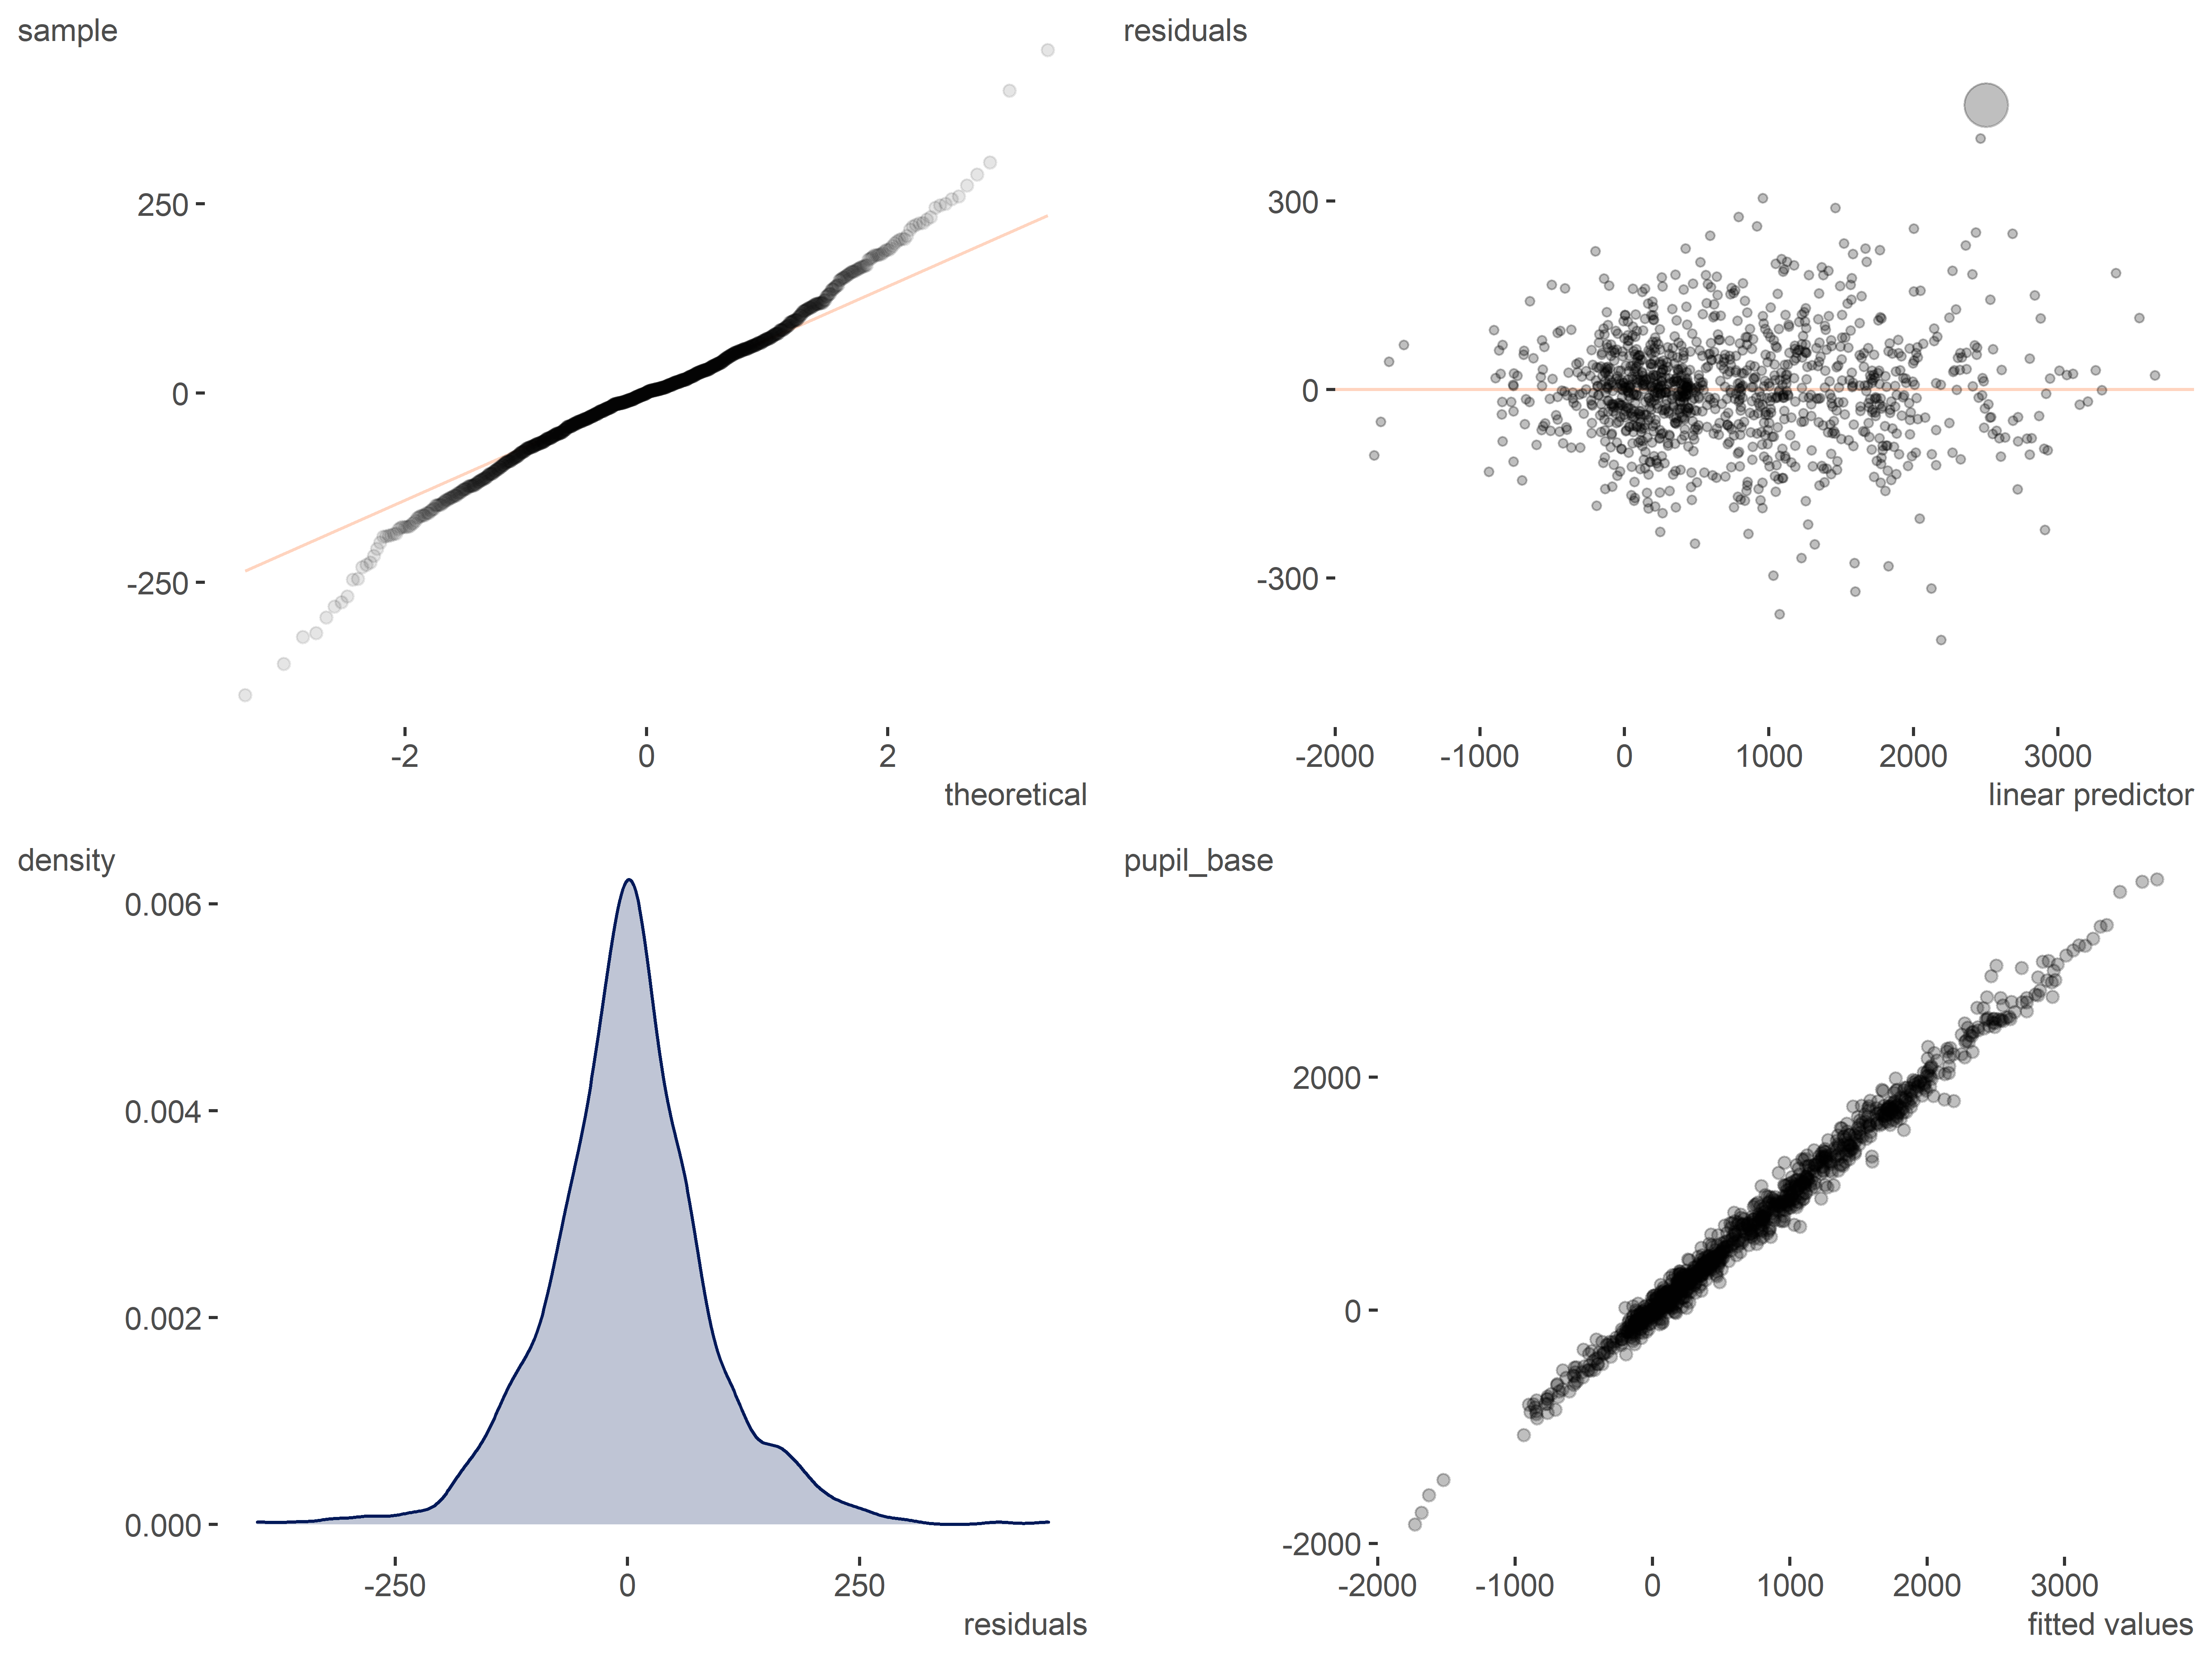 sample
250
0
-250
-2 0 2
theoretical
residuals
300
0
-300
-2000 -1000 0 1000 2000 3000
linear predictor
density
0.006
0.004
0.002
0.000
-250 0 250
residuals
pupil_base
2000
0
-2000
-2000 -1000 0 1000 2000 3000
fitted values